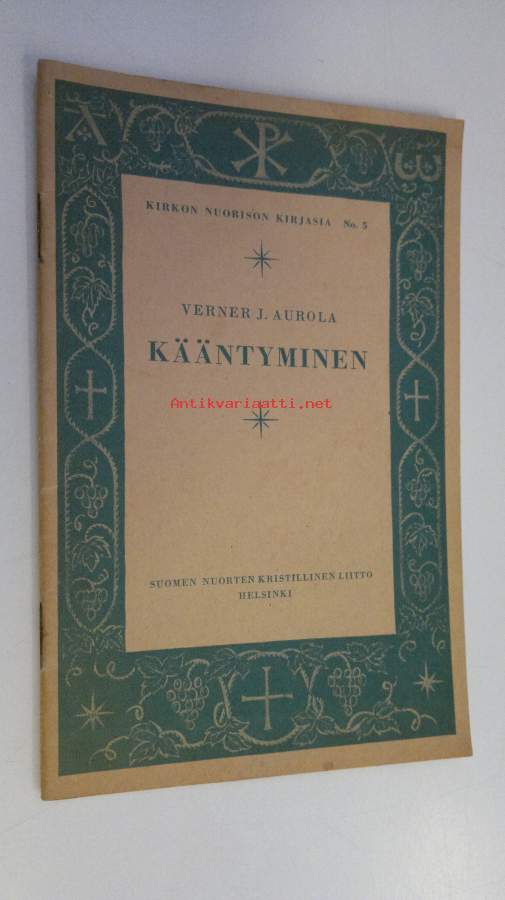 KIRKON NUORISON KIRJASIA No. 5
VERNER J. AUROLA
KÄÄNTYMINEN
Antikvariaatti.net
SUOMEN NUORTEN KRISTILLINEN LIITTO
HELSINKI